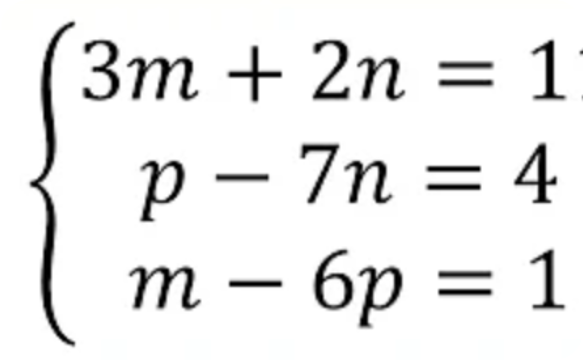 3m + 2n = 1
p − 7n = 4
m − 6p = 1